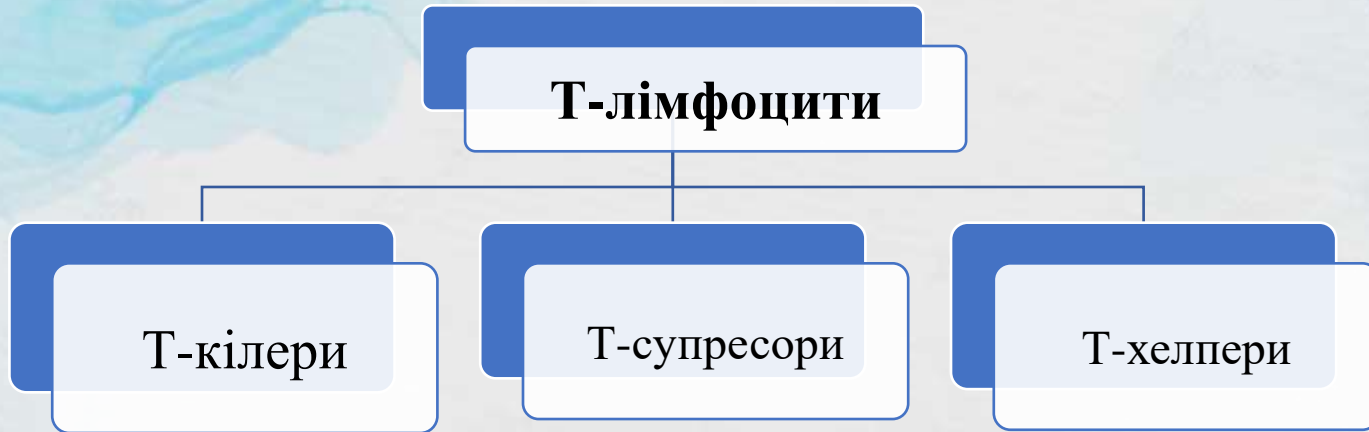 Т-лімфоцити
Т-кілери
Т-супресори
Т-хелпери